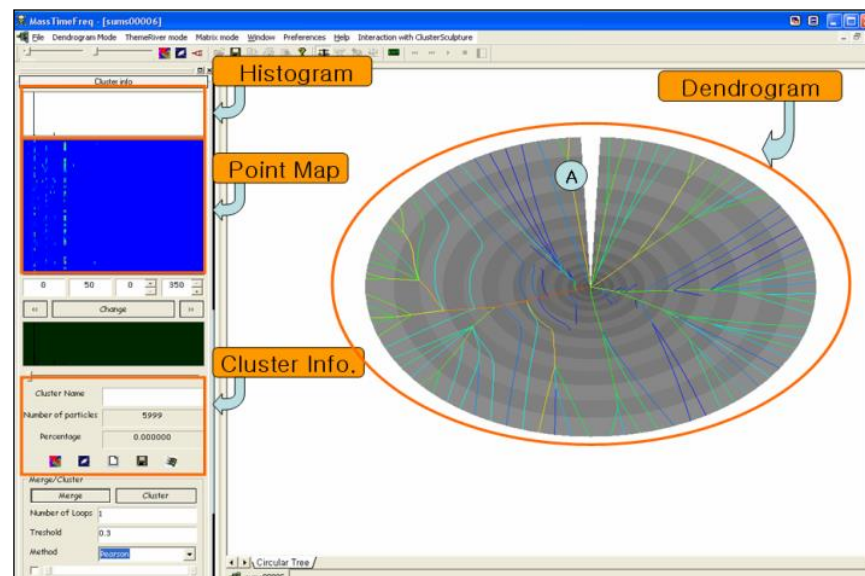 MassTimeFreq - [sums00006]
File Dendrogram Mode ThemeRiver mode Matrix mode Window Preferences Help Interaction with ClusterSculpture
Cluster info
Histogram
Dendrogram
Point Map
A
0 50 0 350
<< Change >>
Cluster Info.
Cluster Name
Number of particles 5999
Percentage 0.000000
Merge/Cluster
Merge Cluster
Number of Loops 1
Treshold 0.3
Method Pearson
Circular Tree